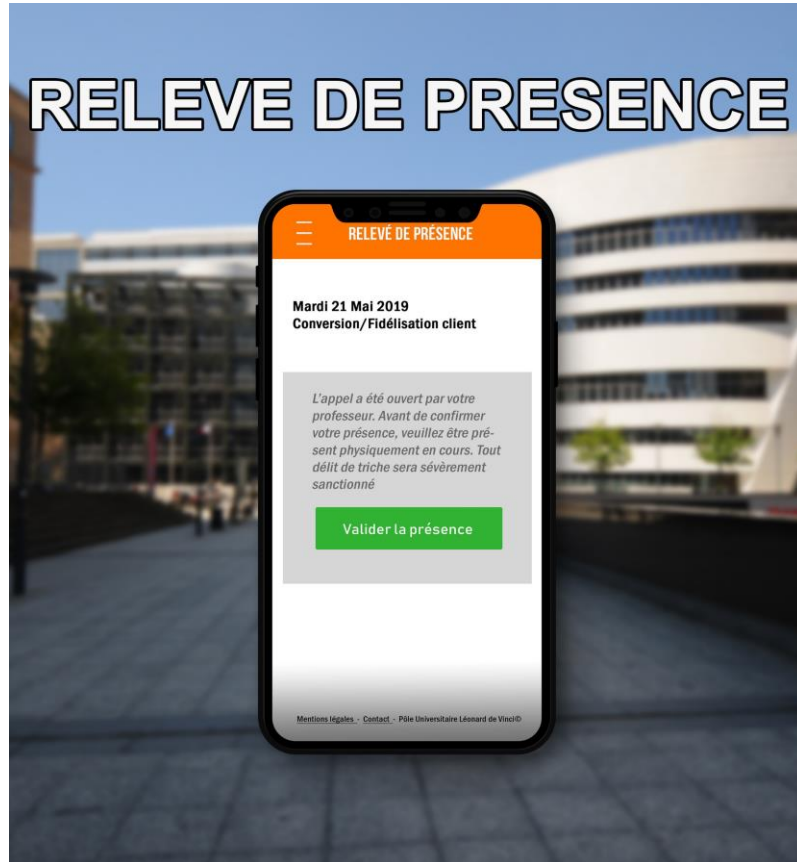 RELEVE DE PRESENCE
RELEVÉ DE PRÉSENCE
Mardi 21 Mai 2019
Conversion/Fidélisation client
L'appel a été ouvert par votre
professeur. Avant de confirmer
votre présence, veuillez être pré-
sent physiquement en cours. Tout
délit de triche sera sévèrement
sanctionné
Valider la présence
Mentions légales - Contact - Pôle Universitaire Léonard de Vinci©